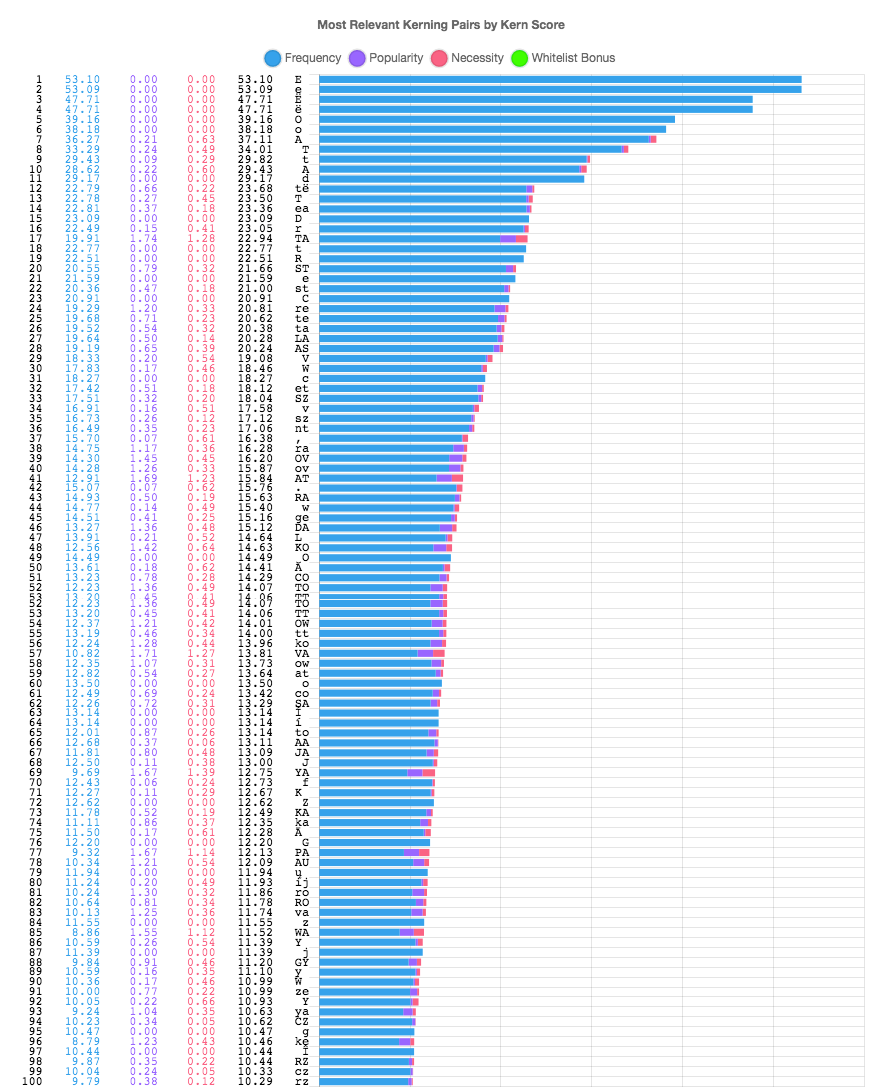 Most Relevant Kerning Pairs by Kern Score
Frequency Popularity Necessity Whitelist Bonus
1 53.10 0.00 0.00 53.10 E
2 53.09 0.00 0.00 53.09 e
3 47.71 0.00 0.00 47.71 Ë
4 47.71 0.00 0.00 47.71 ë
5 39.16 0.00 0.00 39.16 O
6 38.18 0.00 0.00 38.18 o
7 36.27 0.21 0.63 37.11 A
8 33.29 0.24 0.49 34.01 T
9 29.43 0.09 0.29 29.82 t
10 28.62 0.22 0.60 29.43 A
11 29.17 0.00 0.00 29.17 d
12 22.79 0.66 0.22 23.68 të
13 22.78 0.27 0.45 23.50 T
14 22.81 0.37 0.18 23.36 ea
15 23.09 0.00 0.00 23.09 D
16 22.49 0.15 0.41 23.05 r
17 19.91 1.74 1.28 22.94 TA
18 22.77 0.00 0.00 22.77 t
19 22.51 0.00 0.00 22.51 R
20 20.55 0.79 0.32 21.66 ST
21 21.59 0.00 0.00 21.59 e
22 20.36 0.47 0.18 21.00 st
23 20.91 0.00 0.00 20.91 C
24 19.29 1.20 0.33 20.81 re
25 19.68 0.71 0.23 20.62 te
26 19.52 0.54 0.32 20.38 ta
27 19.64 0.50 0.14 20.28 LA
28 19.19 0.65 0.39 20.24 AS
29 18.33 0.20 0.54 19.08 V
30 17.83 0.17 0.46 18.46 W
31 18.27 0.00 0.00 18.27 c
32 17.42 0.51 0.18 18.12 et
33 17.51 0.32 0.20 18.04 SZ
34 16.91 0.16 0.51 17.58 v
35 16.73 0.26 0.12 17.12 sz
36 16.49 0.35 0.23 17.06 nt
37 15.70 0.07 0.61 16.38 ,
38 14.75 1.17 0.36 16.28 ra
39 14.30 1.45 0.45 16.20 OV
40 14.28 1.26 0.33 15.87 ov
41 12.91 1.69 1.23 15.84 AT
42 15.07 0.07 0.62 15.76 .
43 14.93 0.50 0.19 15.63 RA
44 14.77 0.14 0.49 15.40 w
45 14.51 0.41 0.25 15.16 ge
46 13.27 1.36 0.48 15.12 DA
47 13.91 0.21 0.52 14.64 L
48 12.56 1.42 0.64 14.63 KO
49 14.49 0.00 0.00 14.49 O
50 13.61 0.18 0.62 14.41
51 13.23 0.78 0.28 14.29 CO
52 12.23 1.36 0.49 14.07 TO
53 13.20 0.45 0.41 14.06 TT
52 12.23 1.36 0.49 14.07 TO
53 13.20 0.45 0.41 14.06 TT
54 12.37 1.21 0.42 14.01 OW
55 13.19 0.46 0.34 14.00 tt
56 12.24 1.28 0.44 13.96 ko
57 10.82 1.71 1.27 13.81 VA
58 12.35 1.07 0.31 13.73 ow
59 12.82 0.54 0.27 13.64 at
60 13.50 0.00 0.00 13.50 o
61 12.49 0.69 0.24 13.42 co
62 12.26 0.72 0.31 13.29 SA
63 13.14 0.00 0.00 13.14
64 13.14 0.00 0.00 13.14
65 12.01 0.87 0.26 13.14 to
66 12.68 0.37 0.06 13.11 AA
67 11.81 0.80 0.48 13.09 JA
68 12.50 0.11 0.38 13.00 J
69 9.69 1.67 1.39 12.75 YA
70 12.43 0.06 0.24 12.73 f
71 12.27 0.11 0.29 12.67 K
72 12.62 0.00 0.00 12.62 Z
73 11.78 0.52 0.19 12.49 KA
74 11.11 0.86 0.37 12.35 ka
75 11.50 0.17 0.61 12.28
76 12.20 0.00 0.00 12.20 G
77 9.32 1.67 1.14 12.13 PA
78 10.34 1.21 0.54 12.09 AU
79 11.94 0.00 0.00 11.94 u
80 11.24 0.20 0.49 11.93 ij
81 10.24 1.30 0.32 11.86 ro
82 10.64 0.81 0.34 11.78 RO
83 10.13 1.25 0.36 11.74 va
84 11.55 0.00 0.00 11.55 z
85 8.86 1.55 1.12 11.52 WA
86 10.59 0.26 0.54 11.39 Y
87 11.39 0.00 0.00 11.39 j
88 9.84 0.91 0.46 11.20 GY
89 10.59 0.16 0.35 11.10 y
90 10.36 0.17 0.46 10.99 W
91 10.00 0.77 0.22 10.99 ze
92 10.05 0.22 0.66 10.93 Y
93 9.24 1.04 0.35 10.63 ya
94 10.23 0.34 0.05 10.62 CZ
95 10.47 0.00 0.00 10.47 g
96 8.79 1.23 0.43 10.46 kę
97 10.44 0.00 0.00 10.44
98 9.87 0.35 0.22 10.44 RZ
99 10.04 0.24 0.05 10.33 cz
100 9.79 0.38 0.12 10.29 rz